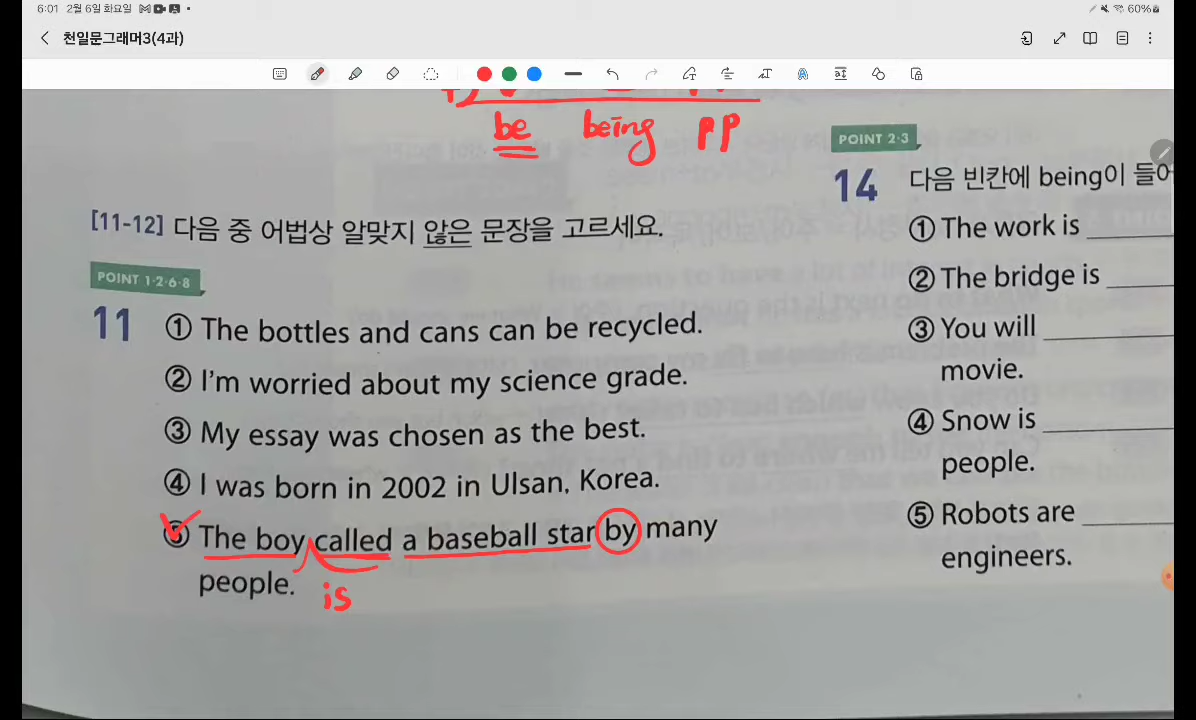 6:01 2월 6일 화요일
60%
천일문그래머3(4과)
be being pp
[11-12] 다음 중 어법상 알맞지 않은 문장을 고르세요.
POINT 1·2·6·8
11 ① The bottles and cans can be recycled.
② I'm worried about my science grade.
③ My essay was chosen as the best.
④ I was born in 2002 in Ulsan, Korea.
⑤ The boy called a baseball star by many
people.
is
POINT 2·3
14 다음 빈칸에 being이 들어
① The work is
② The bridge is
③ You will
movie.
④ Snow is
people.
⑤ Robots are
engineers.